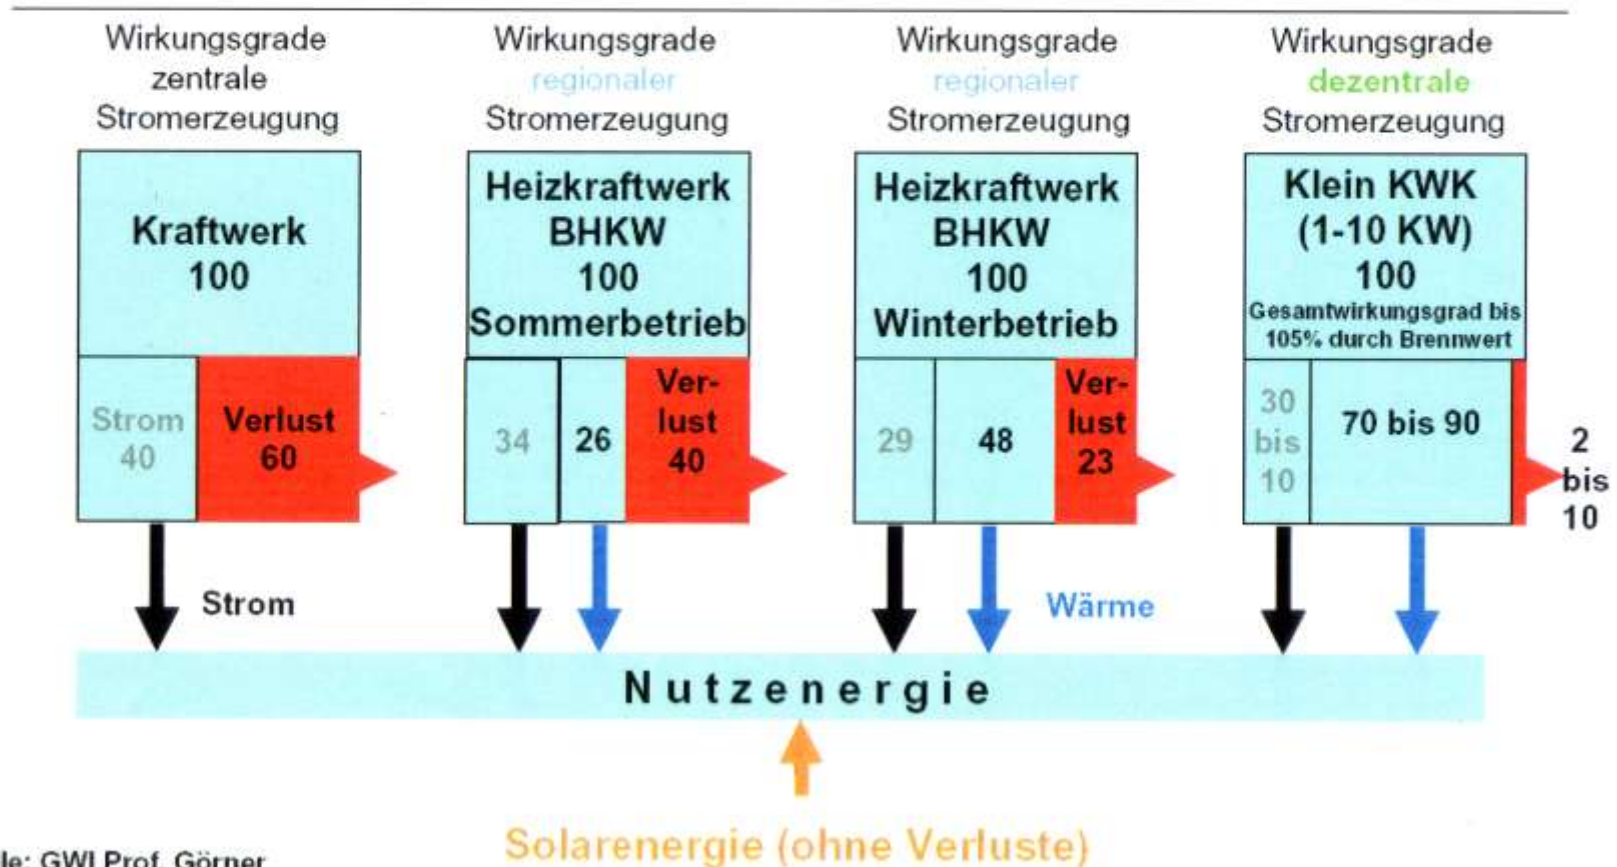 Wirkungsgrade
zentrale
Stromerzeugung
Kraftwerk
100
Strom
40
Verlust
60
Wirkungsgrade
regionaler
Stromerzeugung
Heizkraftwerk
BHKW
100
Sommerbetrieb
34
26
Ver-
lust
40
Wirkungsgrade
regionaler
Stromerzeugung
Heizkraftwerk
BHKW
100
Winterbetrieb
29
48
Ver-
lust
23
Wirkungsgrade
dezentrale
Stromerzeugung
Klein KWK
(1-10 KW)
100
Gesamtwirkungsgrad bis
105% durch Brennwert
30
bis
10
70 bis 90
2
bis
10
Strom
Wärme
Nutzenergie
Solarenergie (ohne Verluste)
GWI Prof. Görner